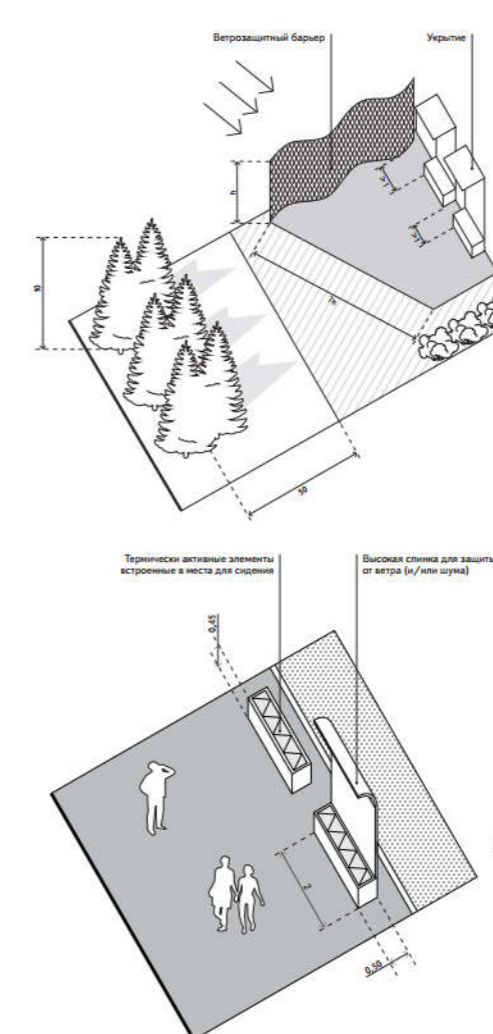 Ветрозащитный барьер
Укрытие
h
10
50
Термически активные элементы
встроенные в места для сидения
Высокая спинка для защиты
от ветра (и/или шума)
0,45
2
0,50